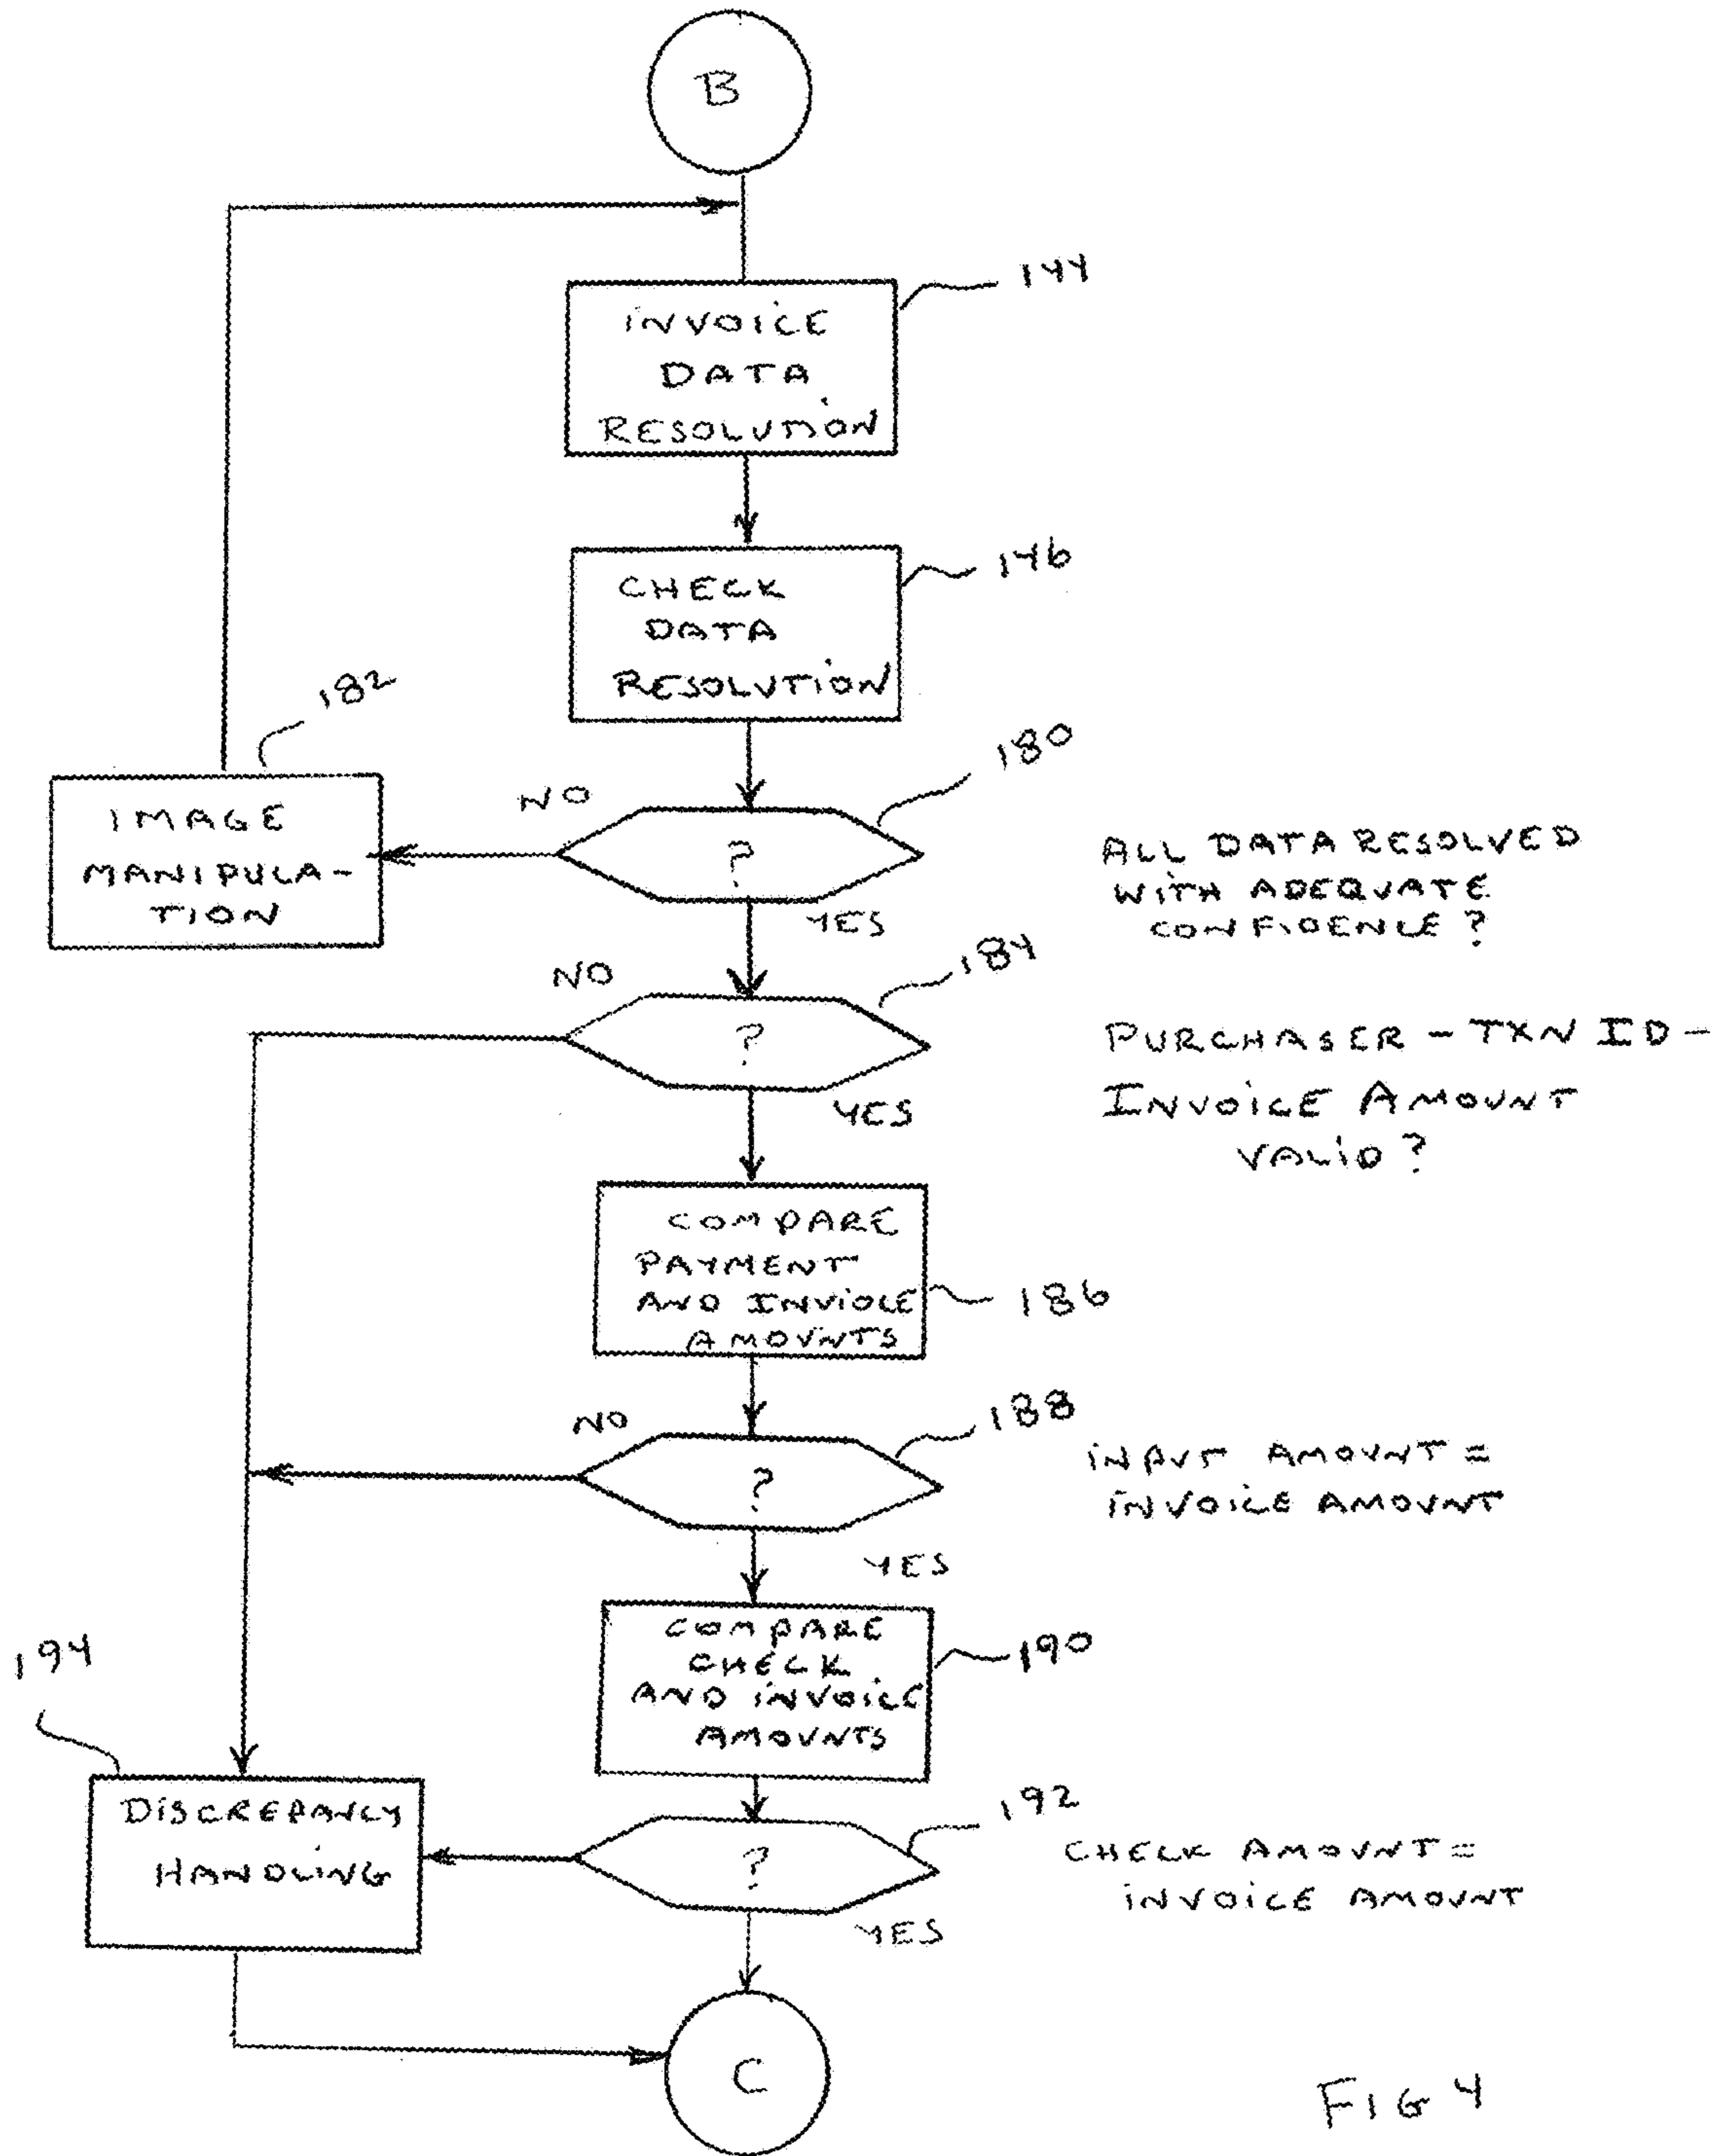 B
144
INVOICE
DATA
RESOLUTION
146
CHECK
DATA
RESOLUTION
182
180
NO
IMAGE
MANIPULA-
TION
?
ALL DATA RESOLVED
WITH ADEQUATE
CONFIDENCE?
YES
NO
184
?
PURCHASER - TXN ID -
INVOICE AMOUNT
VALID?
YES
COMPARE
PAYMENT
AND INVIOCE
AMOUNTS
186
NO
188
?
INPUT AMOUNT =
INVOICE AMOUNT
YES
COMPARE
CHECK
AND INVOICE
AMOUNTS
190
194
DISCREPANCY
HANDLING
192
?
CHECK AMOUNT =
INVOICE AMOUNT
YES
C
FIG 4